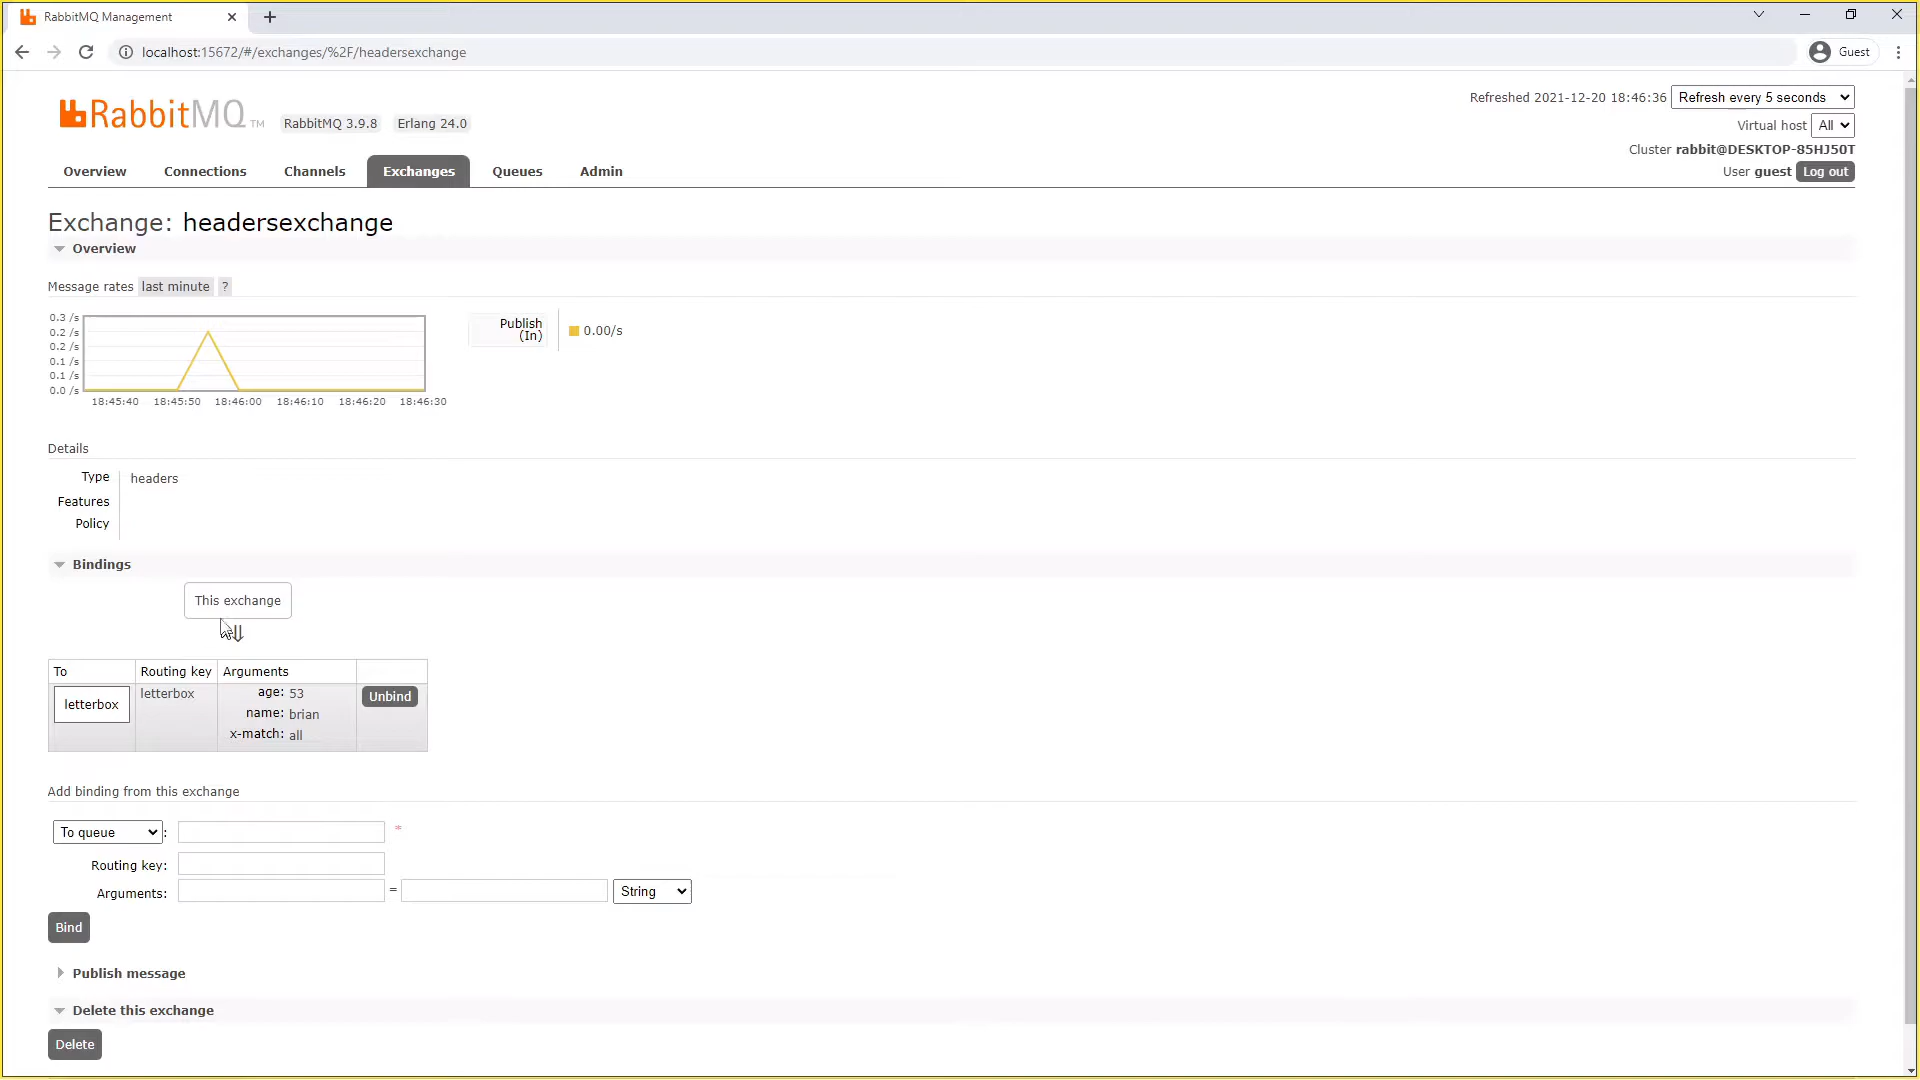 RabbitMQ Management
localhost:15672/#/exchanges/%2F/headersexchange
Guest
RabbitMQ TM
RabbitMQ 3.9.8
Erlang 24.0
Refreshed 2021-12-20 18:46:36
Refresh every 5 seconds
Virtual host
All
Cluster rabbit@DESKTOP-85HJ50T
User guest
Log out
Overview
Connections
Channels
Exchanges
Queues
Admin
Exchange: headersexchange
Overview
Message rates last minute ?
0.3 /s
0.2 /s
0.2 /s
0.1 /s
0.1 /s
0.0 /s
18:45:40 18:45:50 18:46:00 18:46:10 18:46:20 18:46:30
Publish
(In)
0.00/s
Details
Type headers
Features
Policy
Bindings
This exchange
⇓
To Routing key Arguments
letterbox letterbox age: 53
name: brian
x-match: all
Unbind
Add binding from this exchange
To queue : *
Routing key:
Arguments: = String
Bind
Publish message
Delete this exchange
Delete